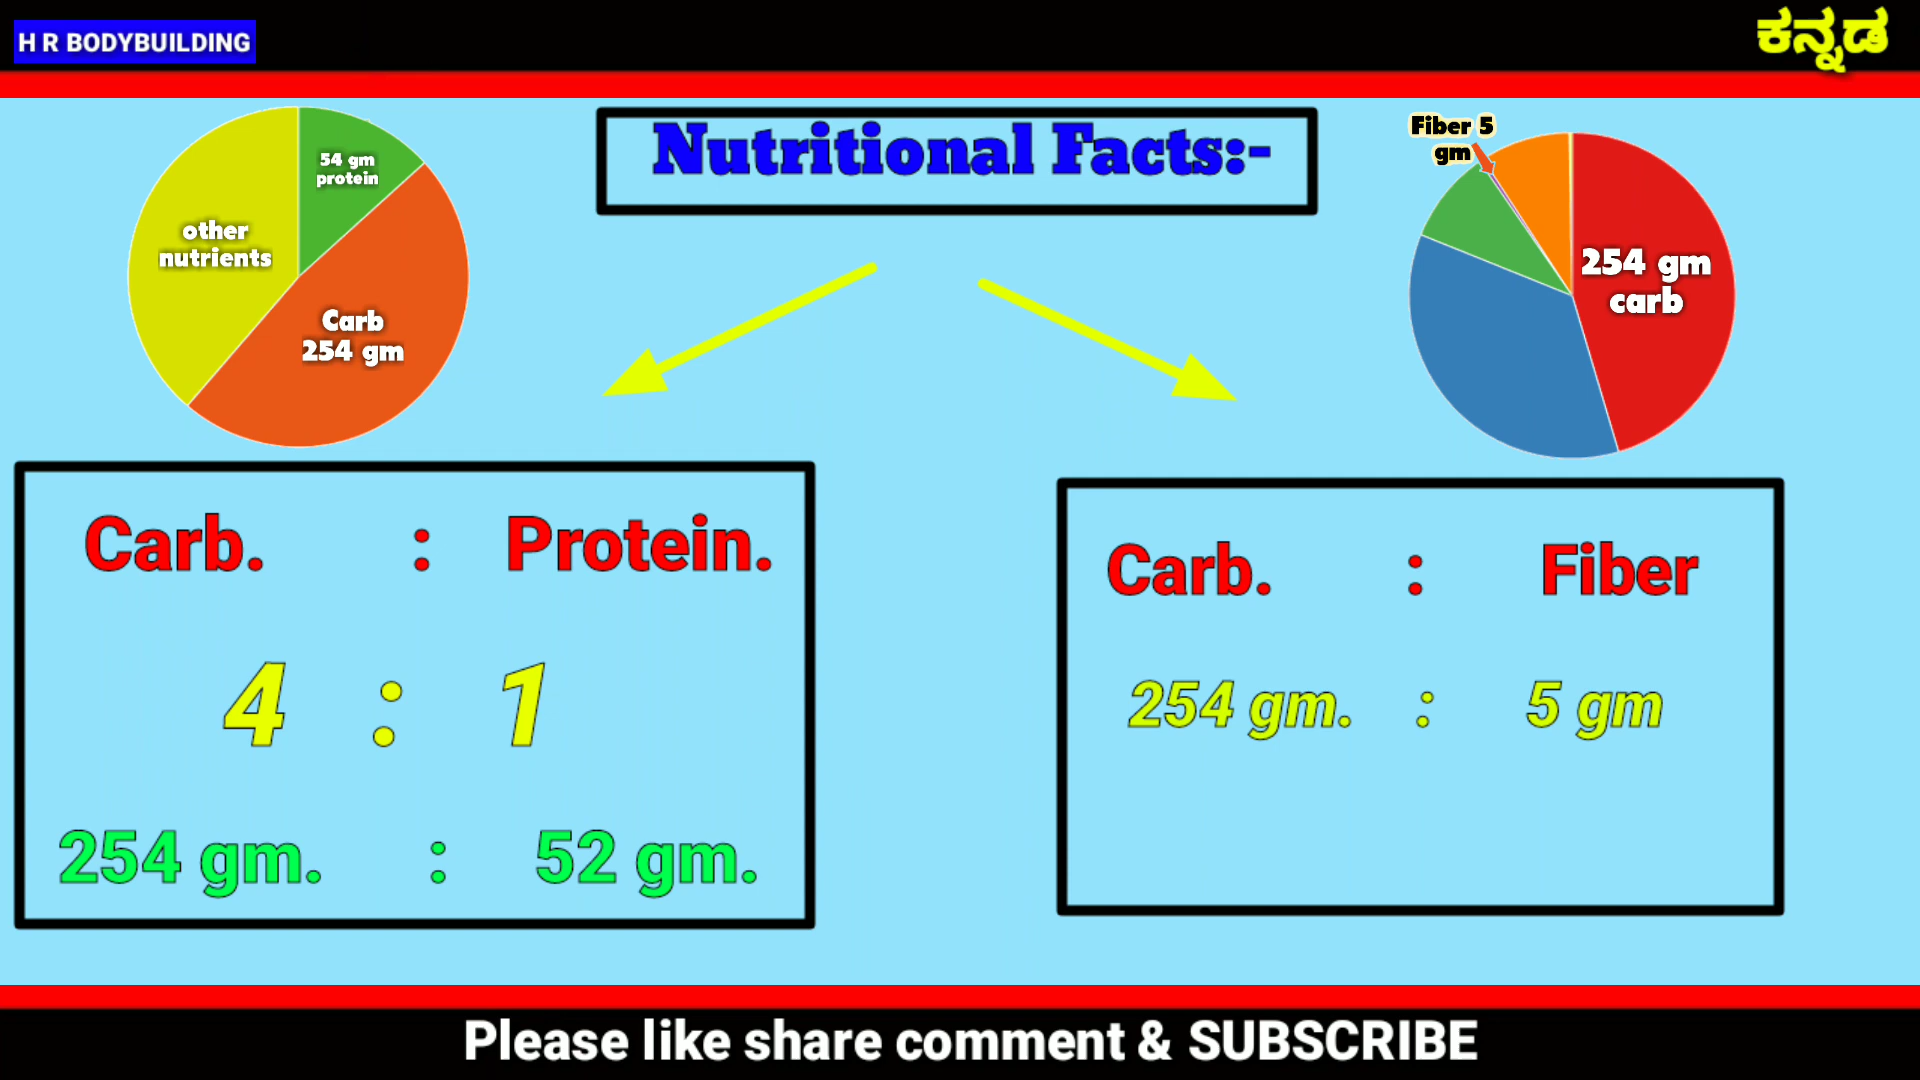 H R BODYBUILDING
ಕನ್ನಡ
Nutritional Facts:-
54 gm
protein
other
nutrients
Carb
254 gm
Fiber 5
gm
254 gm
carb
Carb. : Protein.
4 : 1
254 gm. : 52 gm.
Carb. : Fiber
254 gm. : 5 gm
Please like share comment & SUBSCRIBE